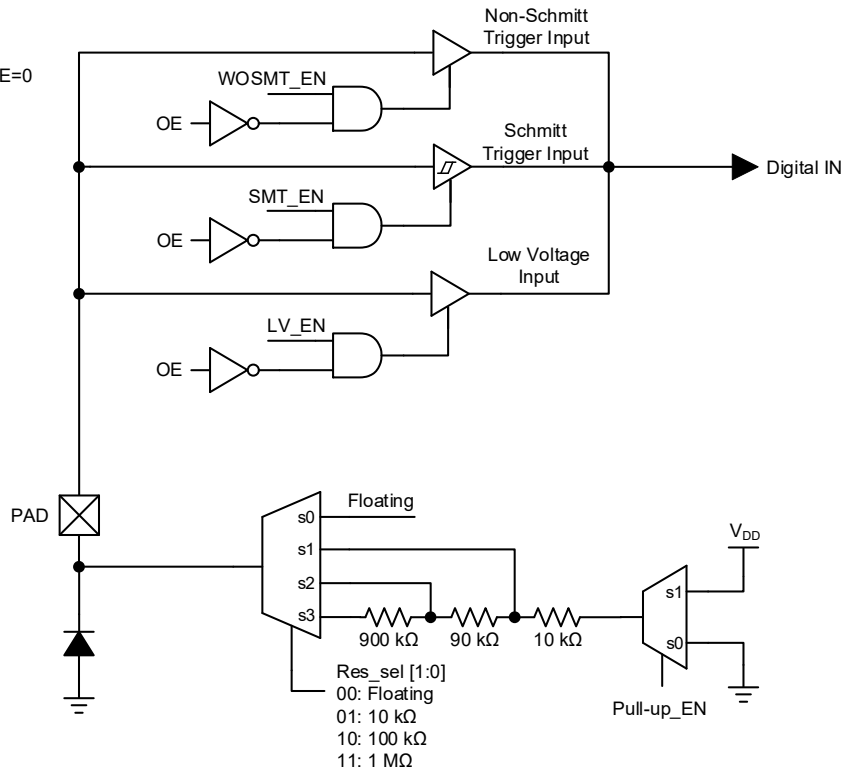 Non-Schmitt
Trigger Input
E=0
WOSMT_EN
OE
Schmitt
Trigger Input
Digital IN
SMT_EN
OE
Low Voltage
Input
LV_EN
OE
PAD
Floating
s0
s1
s2
s3
900 kΩ
90 kΩ
10 kΩ
VDD
s1
s0
Pull-up_EN
Res_sel [1:0]
00: Floating
01: 10 kΩ
10: 100 kΩ
11: 1 MΩ